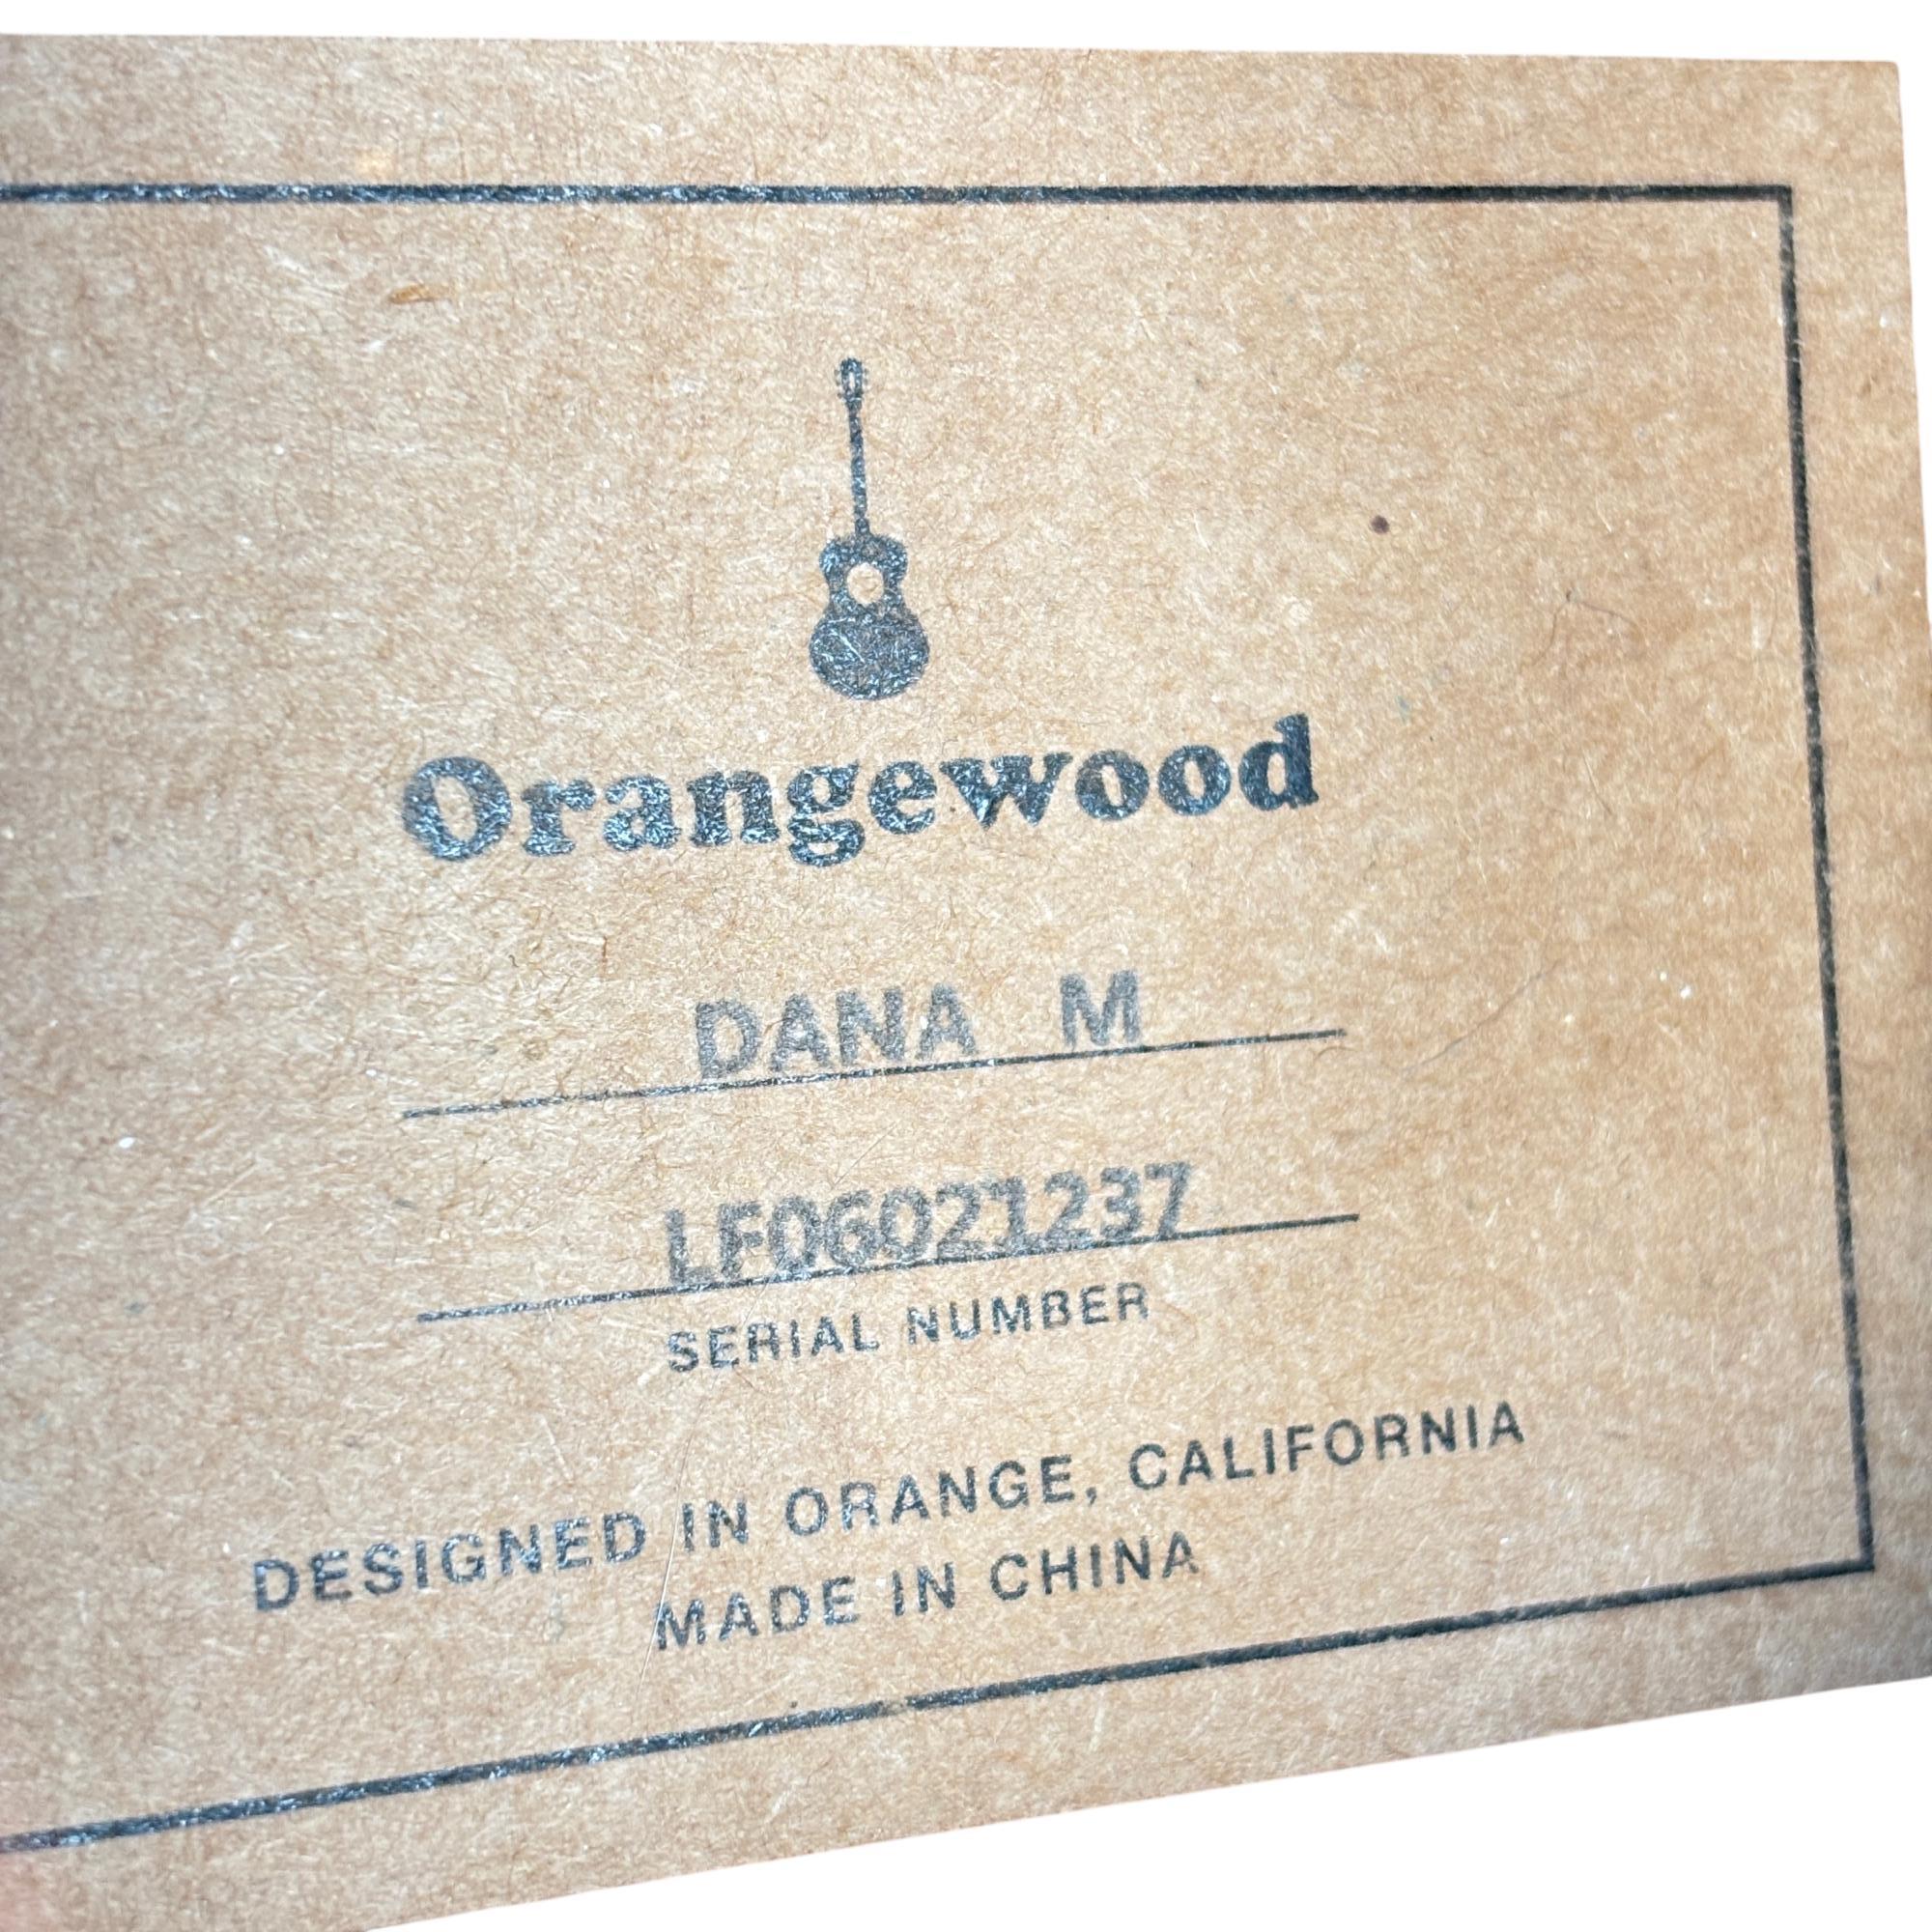 Orangewood
DANA M
LF06021237
SERIAL NUMBER
DESIGNED IN ORANGE, CALIFORNIA
MADE IN CHINA